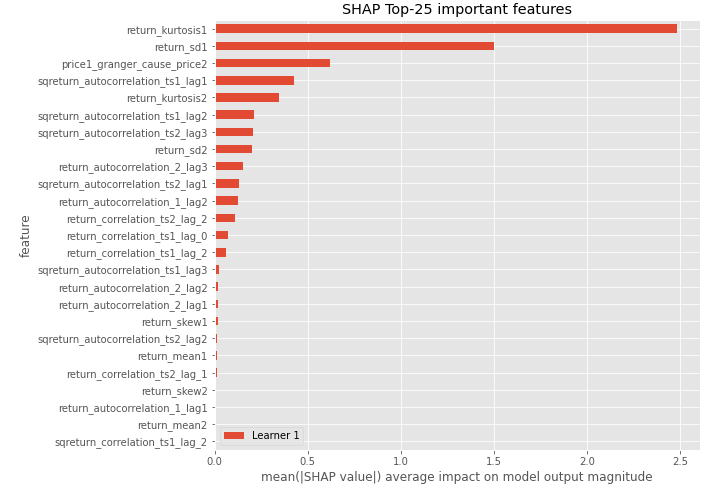 SHAP Top-25 important features
return_kurtosis1
return_sd1
price1_granger_cause_price2
sqreturn_autocorrelation_ts1_lag1
return_kurtosis2
sqreturn_autocorrelation_ts1_lag2
sqreturn_autocorrelation_ts2_lag3
return_sd2
return_autocorrelation_2_lag3
sqreturn_autocorrelation_ts2_lag1
return_autocorrelation_1_lag2
return_correlation_ts2_lag_2
return_correlation_ts1_lag_0
return_correlation_ts1_lag_2
sqreturn_autocorrelation_ts1_lag3
return_autocorrelation_2_lag2
return_autocorrelation_2_lag1
return_skew1
sqreturn_autocorrelation_ts2_lag2
return_mean1
return_correlation_ts2_lag_1
return_skew2
return_autocorrelation_1_lag1
return_mean2
sqreturn_correlation_ts1_lag_2
feature
Learner 1
0.0 0.5 1.0 1.5 2.0 2.5
mean(|SHAP value|) average impact on model output magnitude